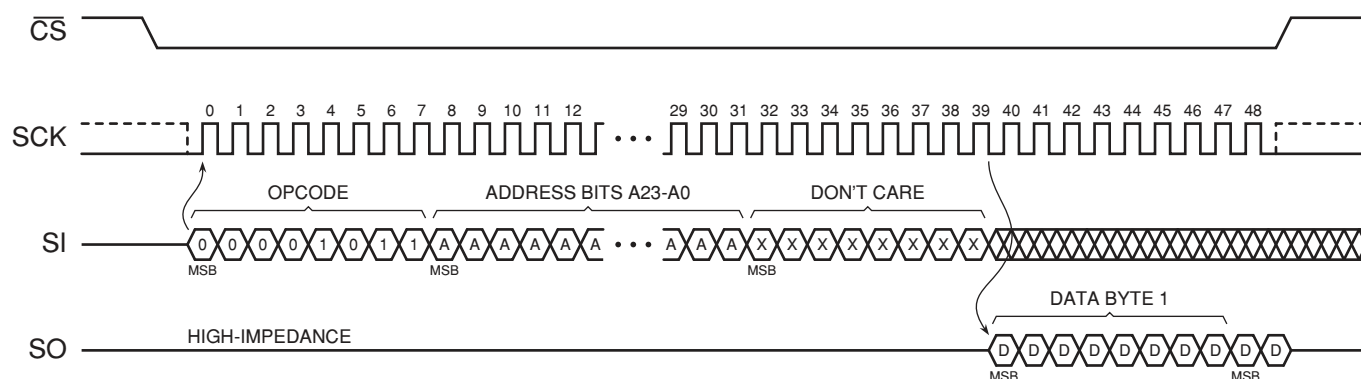 CS
0 1 2 3 4 5 6 7 8 9 10 11 12 29 30 31 32 33 34 35 36 37 38 39 40 41 42 43 44 45 46 47 48
SCK
OPCODE ADDRESS BITS A23-A0 DON'T CARE
SI 0 0 0 0 1 0 1 1 A A A A A A A A A X X X X X X X X
MSB MSB MSB
DATA BYTE 1
HIGH-IMPEDANCE
SO D D D D D D D D D D
MSB MSB